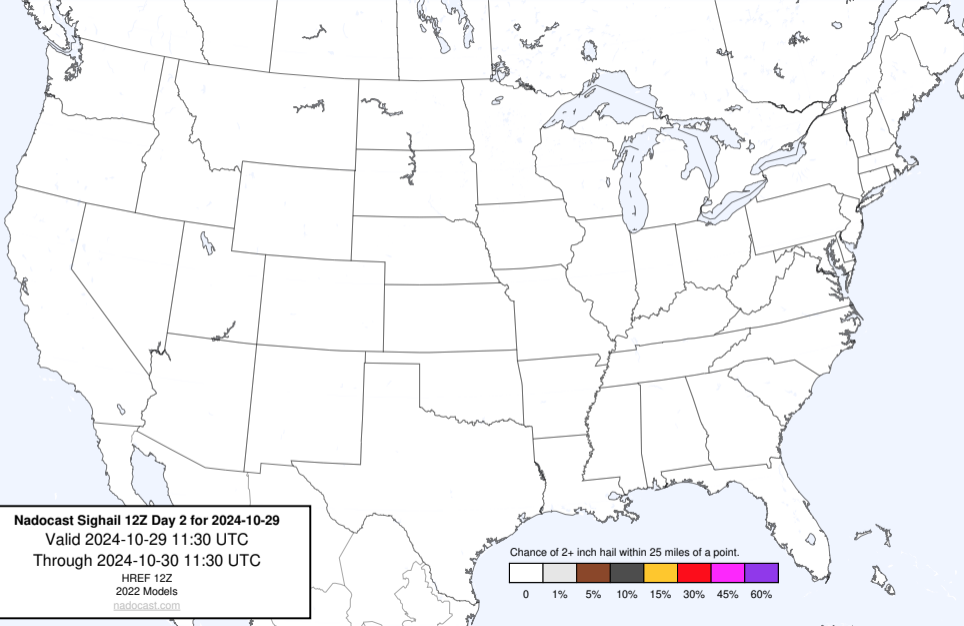 Nadocast Sighail 12Z Day 2 for 2024-10-29
Valid 2024-10-29 11:30 UTC
Through 2024-10-30 11:30 UTC
HREF 12Z
2022 Models
nadocast.com
Chance of 2+ inch hail within 25 miles of a point.
0 1% 5% 10% 15% 30% 45% 60%